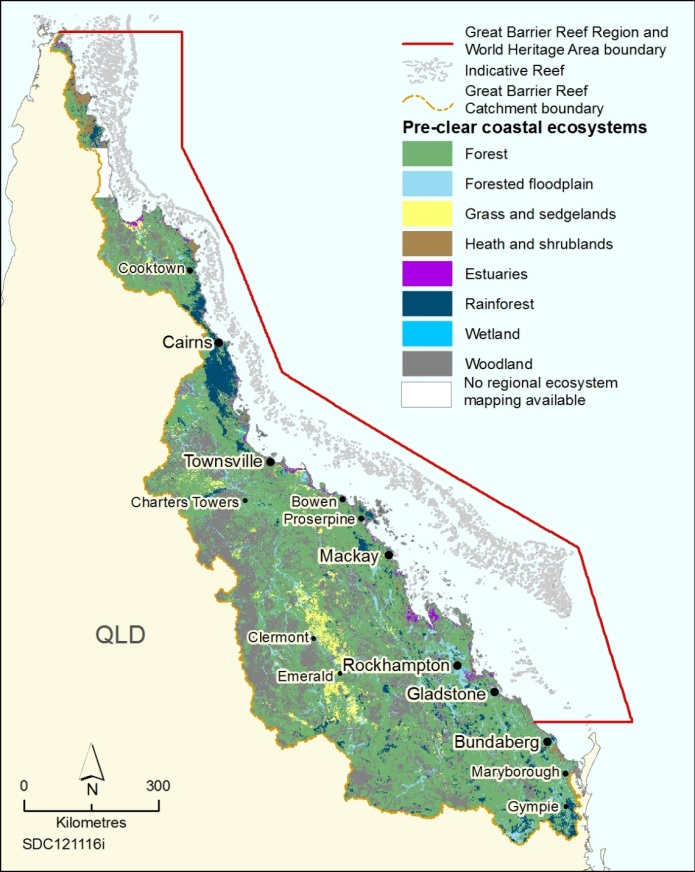 Great Barrier Reef Region and
World Heritage Area boundary
Indicative Reef
Great Barrier Reef
Catchment boundary
Pre-clear coastal ecosystems
Forest
Forested floodplain
Grass and sedgelands
Heath and shrublands
Estuaries
Rainforest
Wetland
Woodland
No regional ecosystem
mapping available
Cooktown
Cairns
Townsville
Charters Towers
Bowen
Proserpine
Mackay
QLD
Clermont
Emerald
Rockhampton
Gladstone
Bundaberg
Maryborough
Gympie
0 N 300
Kilometres
SDC121116i